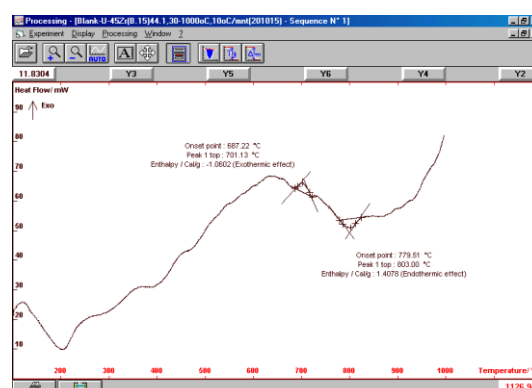 Processing - [Blank-U-45Zr(B.15)44.1,30-1000oC,10oC/mnt(201015) - Sequence N° 1]
Experiment Display Processing Window ?
AUTO A
11.8304 Y3 Y5 Y6 Y4 Y2
Heat Flow/ mW
Exo
90
80
70
60
50
40
30
20
10
Onset point : 687.22 °C
Peak 1 top : 701.13 °C
Enthalpy / Cal/g : -1.0602 (Exothermic effect)
Onset point : 779.51 °C
Peak 1 top : 803.00 °C
Enthalpy / Cal/g : 1.4078 (Endothermic effect)
200 300 400 500 600 700 800 900 1000 Temperature/
1126.9